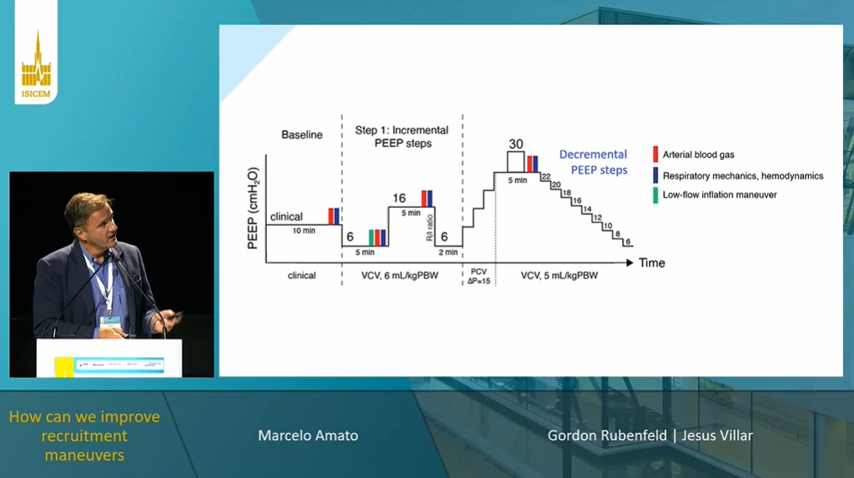 ISICEM
Baseline
Step 1: Incremental
PEEP steps
30
Decremental
PEEP steps
Arterial blood gas
Respiratory mechanics, hemodynamics
Low-flow inflation maneuver
PEEP (cmH₂O)
clinical
10 min
6
5 min
16
5 min
R/I ratio
6
2 min
5 min
22
20
18
16
14
12
10
8
6
Time
clinical
VCV, 6 mL/kgPBW
PCV
ΔP=15
VCV, 5 mL/kgPBW
How can we improve
recruitment
maneuvers
Marcelo Amato
Gordon Rubenfeld | Jesus Villar